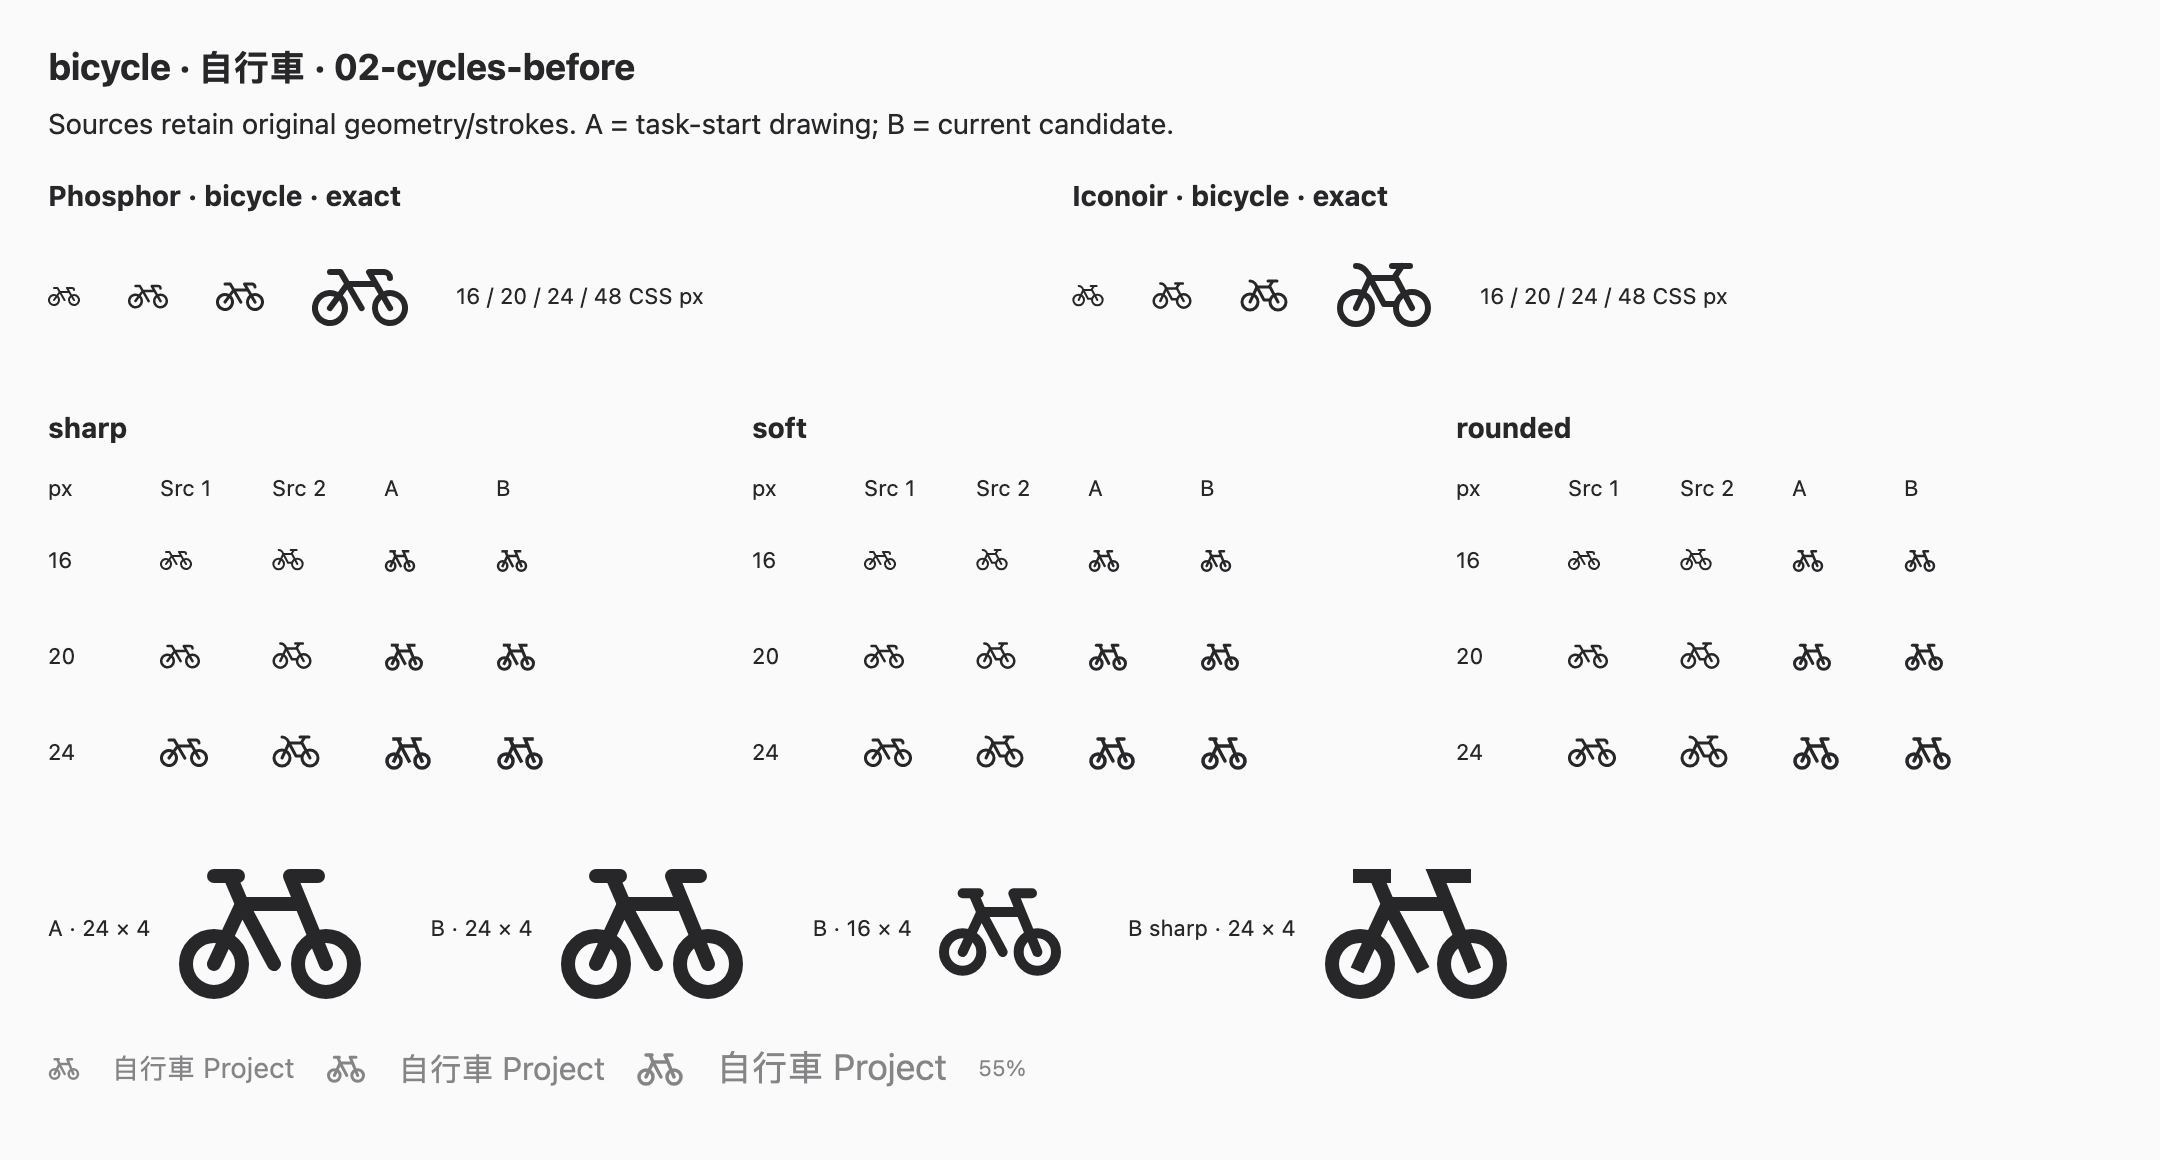 bicycle · 自行車 · 02-cycles-before
Sources retain original geometry/strokes. A = task-start drawing; B = current candidate.
Phosphor · bicycle · exact
Iconoir · bicycle · exact
16 / 20 / 24 / 48 CSS px
16 / 20 / 24 / 48 CSS px
sharp
px Src 1 Src 2 A B
16
20
24
soft
px Src 1 Src 2 A B
16
20
24
rounded
px Src 1 Src 2 A B
16
20
24
A · 24 × 4
B · 24 × 4
B · 16 × 4
B sharp · 24 × 4
自行車 Project 自行車 Project 自行車 Project 55%